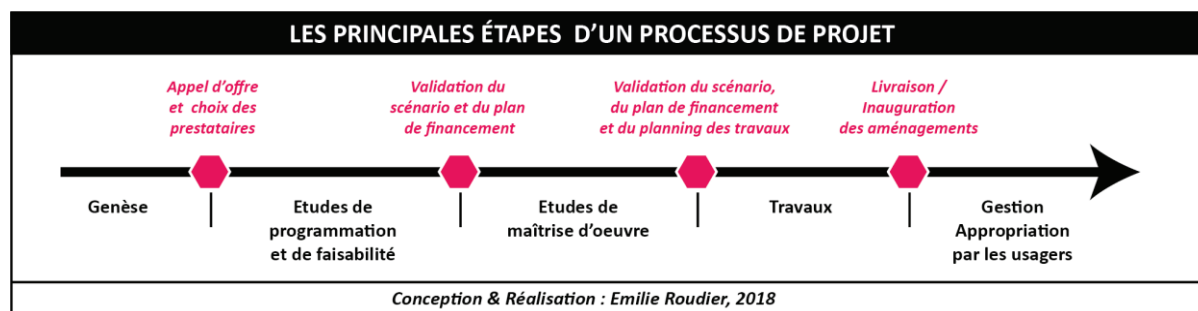 LES PRINCIPALES ÉTAPES D'UN PROCESSUS DE PROJET
Appel d'offre
et choix des
prestataires
Validation du
scénario et du plan
de financement
Validation du scénario,
du plan de financement
et du planning des travaux
Livraison /
Inauguration
des aménagements
Genèse
Etudes de
programmation
et de faisabilité
Etudes de
maîtrise d'oeuvre
Travaux
Gestion
Appropriation
par les usagers
Conception & Réalisation : Emilie Roudier, 2018